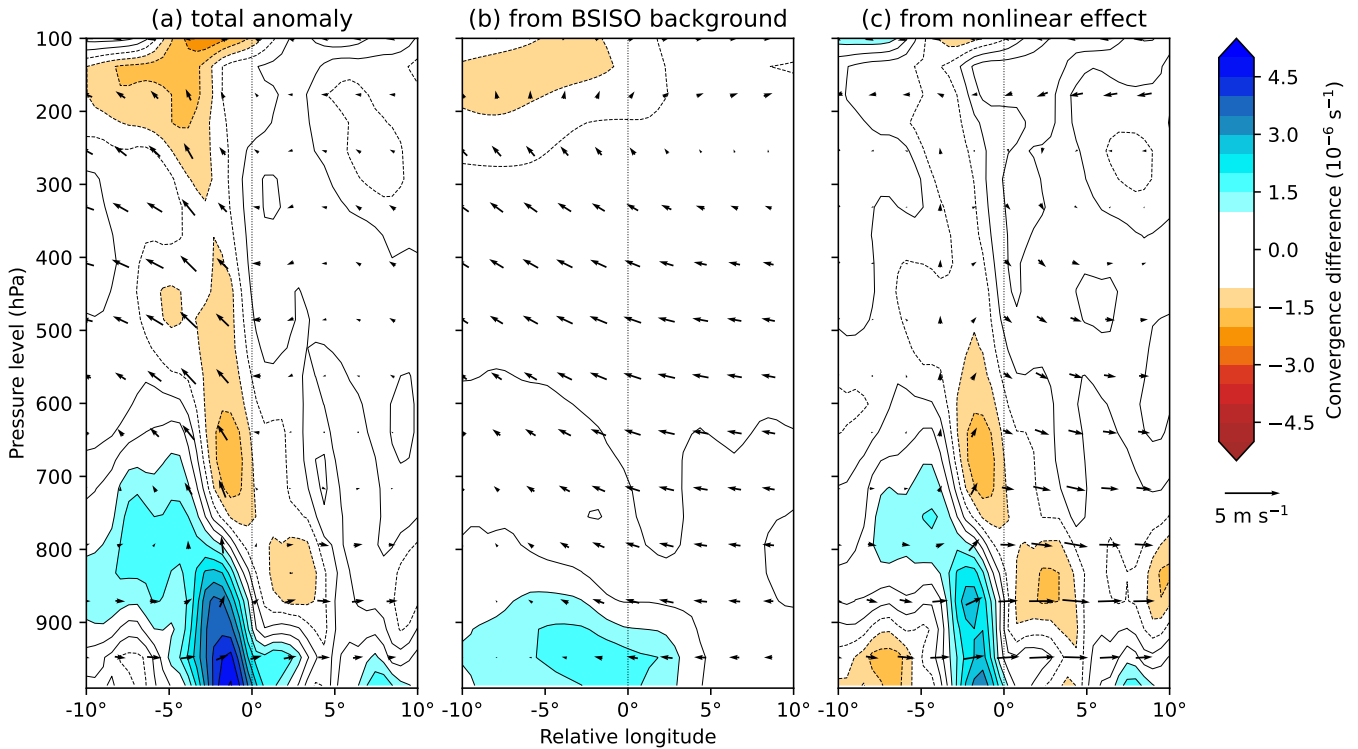 (a) total anomaly
(b) from BSISO background
(c) from nonlinear effect
Pressure level (hPa)
100
200
300
400
500
600
700
800
900
-10° -5° 0° 5° 10°
-10° -5° 0° 5° 10°
-10° -5° 0° 5° 10°
Relative longitude
4.5
3.0
1.5
0.0
−1.5
−3.0
−4.5
Convergence difference (10⁻⁶ s⁻¹)
5 m s⁻¹